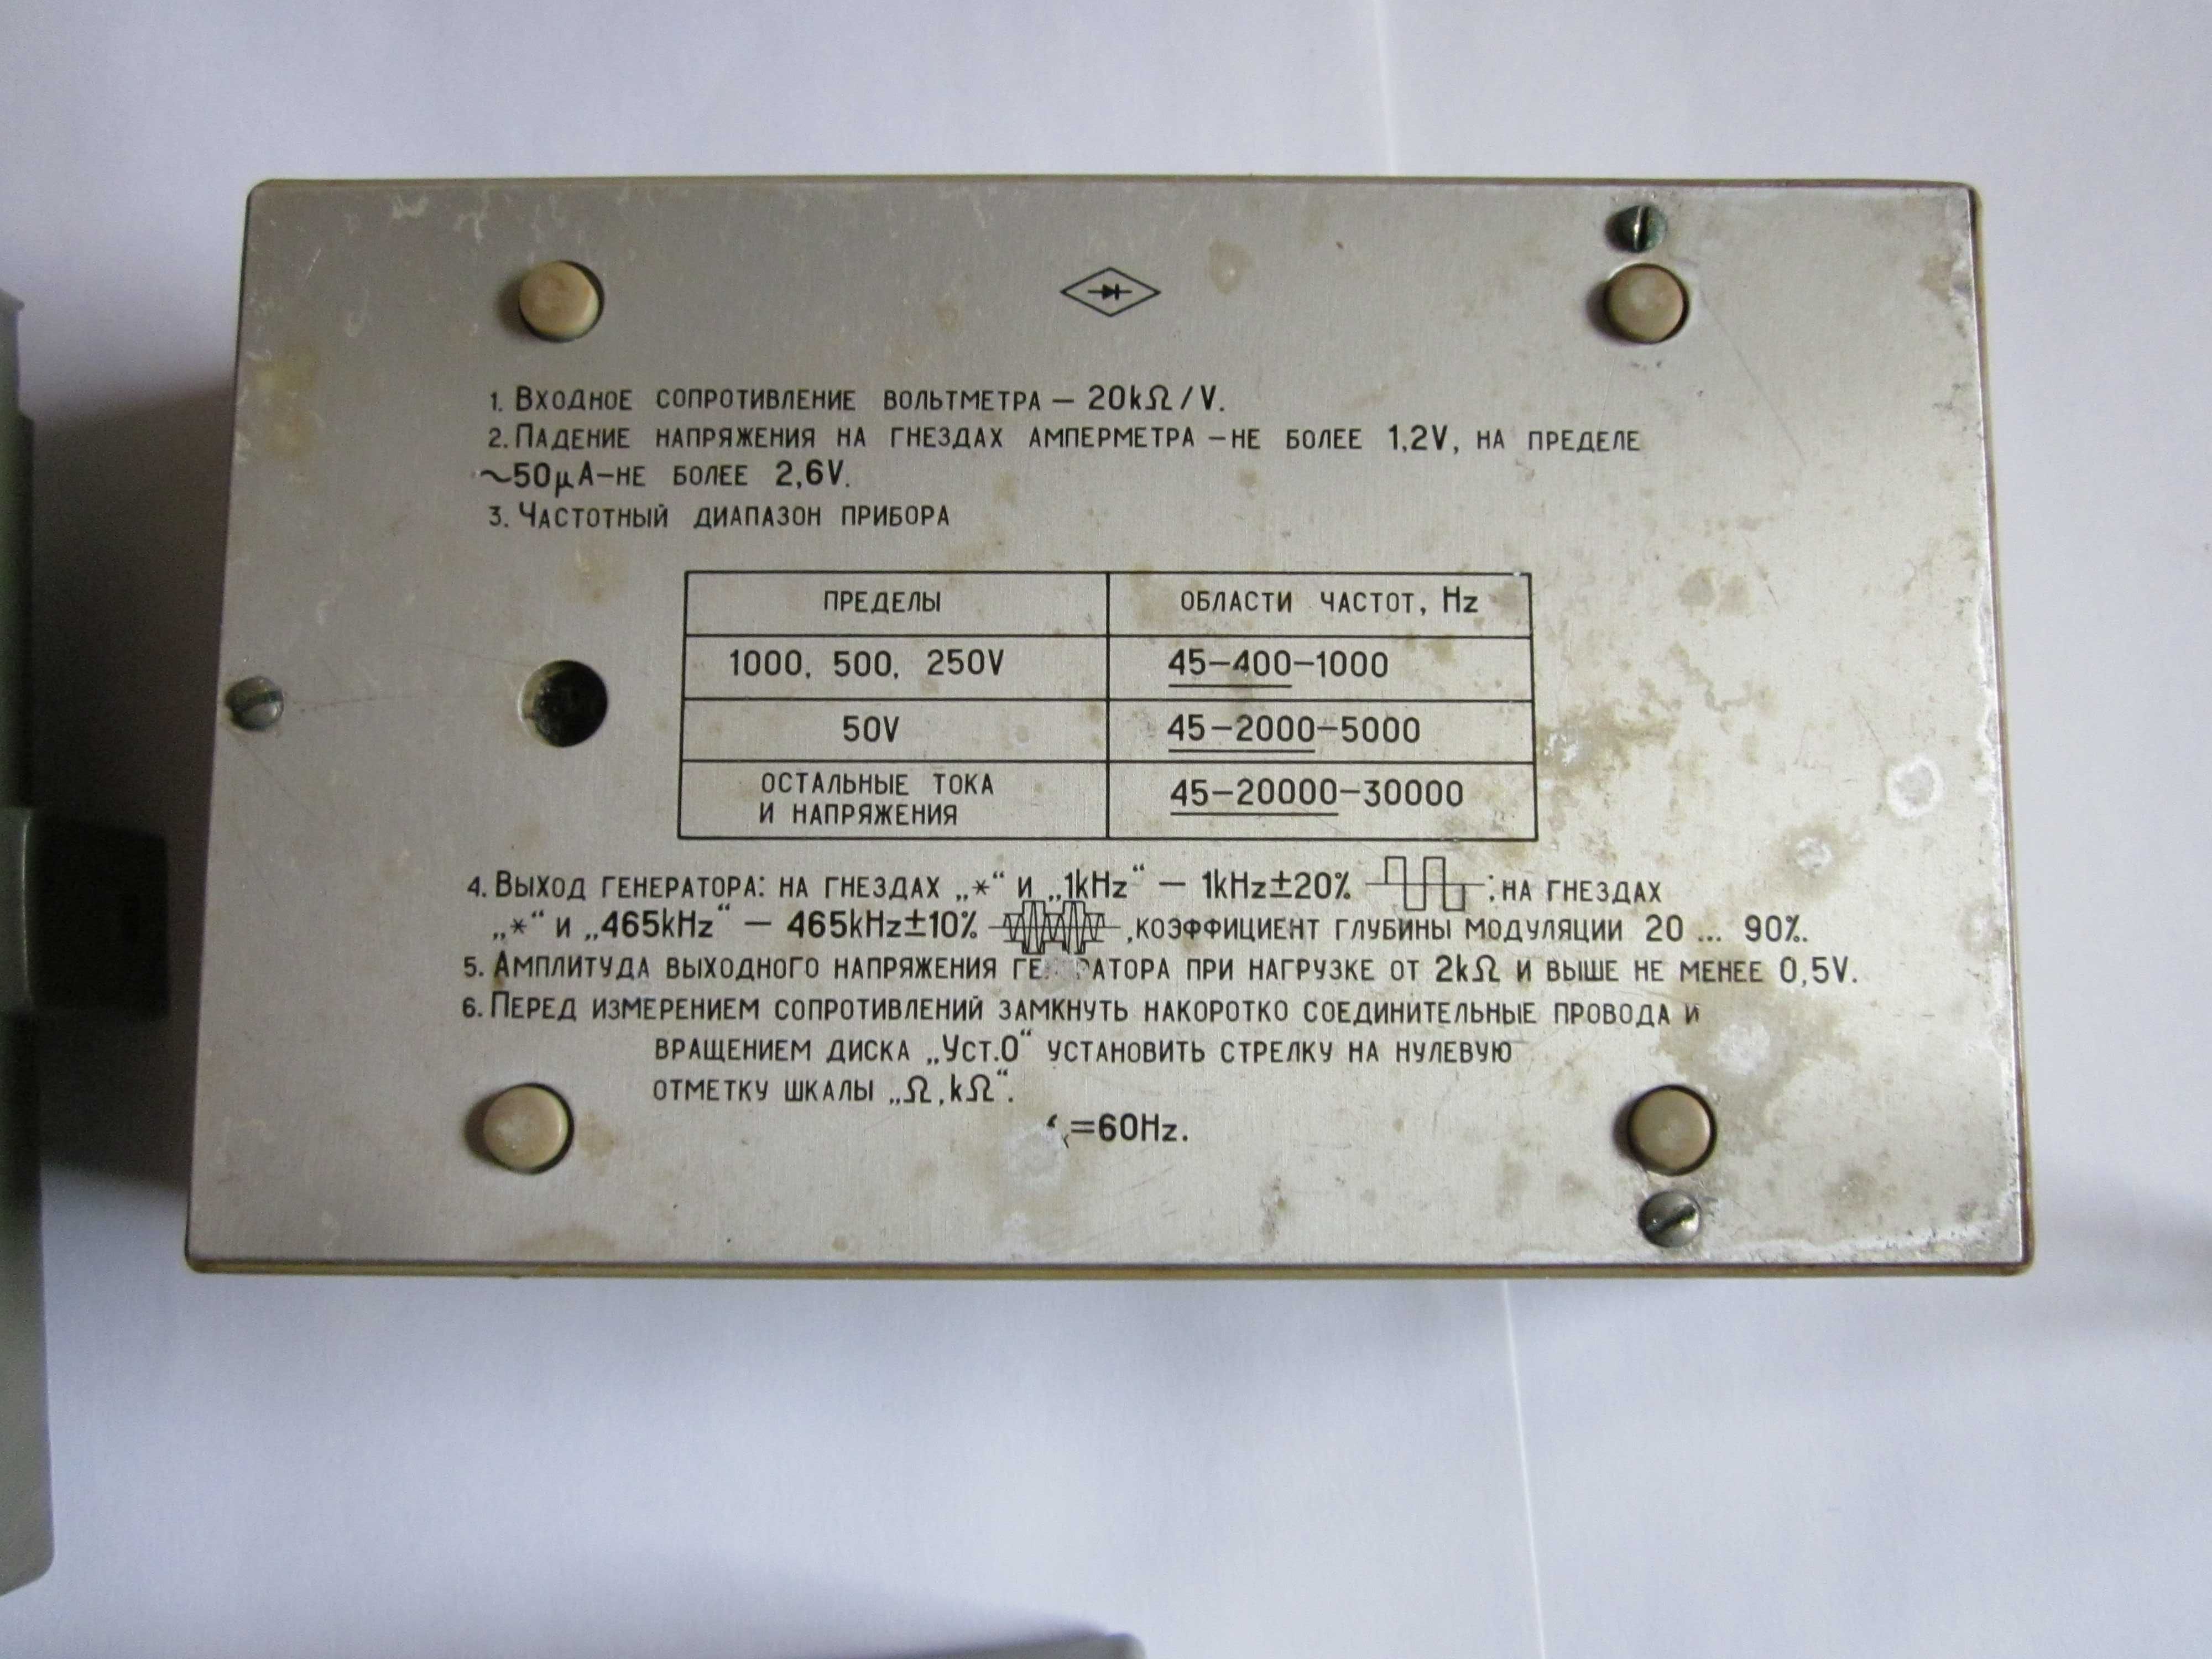 1. Входное сопротивление вольтметра — 20kΩ/V.
2. Падение напряжения на гнездах амперметра — не более 1,2V, на пределе
~50μA—не более 2,6V.
3. Частотный диапазон прибора
пределы области частот, Hz
1000, 500, 250V 45—400—1000
50V 45—2000—5000
остальные тока
и напряжения 45—20000—30000
4. Выход генератора: на гнездах „*“ и „1kHz“ — 1kHz±20% ; на гнездах
„*“ и „465kHz“ — 465kHz±10% , коэффициент глубины модуляции 20 ... 90%.
5. Амплитуда выходного напряжения генератора при нагрузке от 2kΩ и выше не менее 0,5V.
6. Перед измерением сопротивлений замкнуть накоротко соединительные провода и
вращением диска „Уст.0“ установить стрелку на нулевую
отметку шкалы „Ω, kΩ“.
=60Hz.